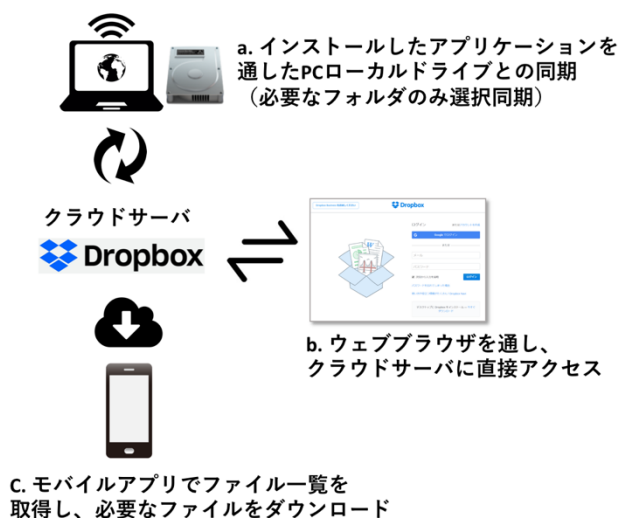 a. インストールしたアプリケーションを
通したPCローカルドライブとの同期
（必要なフォルダのみ選択同期）
クラウドサーバ
Dropbox
Dropbox
ログイン
b. ウェブブラウザを通し、
クラウドサーバに直接アクセス
C. モバイルアプリでファイル一覧を
取得し、必要なファイルをダウンロード